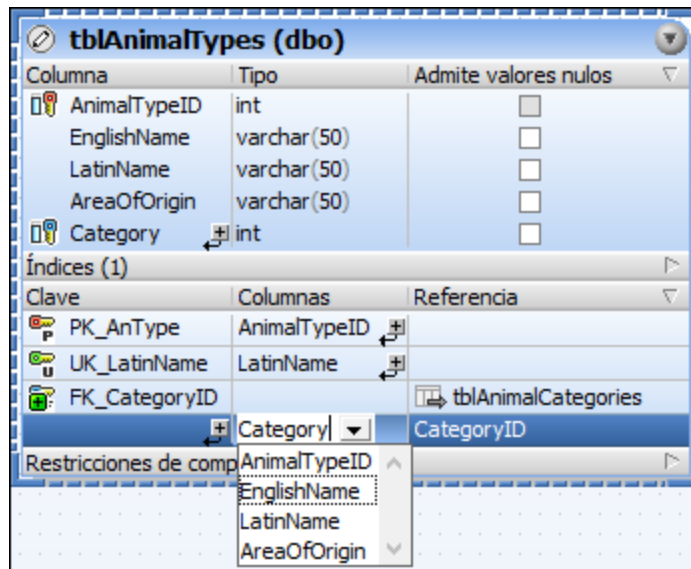 tblAnimalTypes (dbo)
Columna Tipo Admite valores nulos
AnimalTypeID int
EnglishName varchar(50)
LatinName varchar(50)
AreaOfOrigin varchar(50)
Category int
Índices (1)
Clave Columnas Referencia
P PK_AnType AnimalTypeID
U UK_LatinName LatinName
FK_CategoryID tblAnimalCategories
Category CategoryID
Restricciones de comp
AnimalTypeID
EnglishName
LatinName
AreaOfOrigin